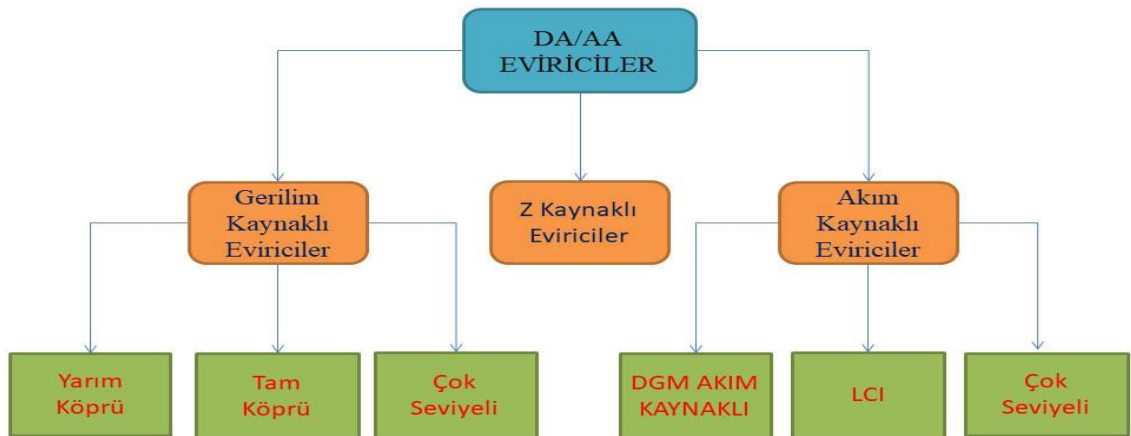 DA/AA
EVİRİCİLER
Gerilim
Kaynaklı
Eviriciler
Z Kaynaklı
Eviriciler
Akım
Kaynaklı
Eviriciler
Yarım
Köprü
Tam
Köprü
Çok
Seviyeli
DGM AKIM
KAYNAKLI
LCI
Çok
Seviyeli